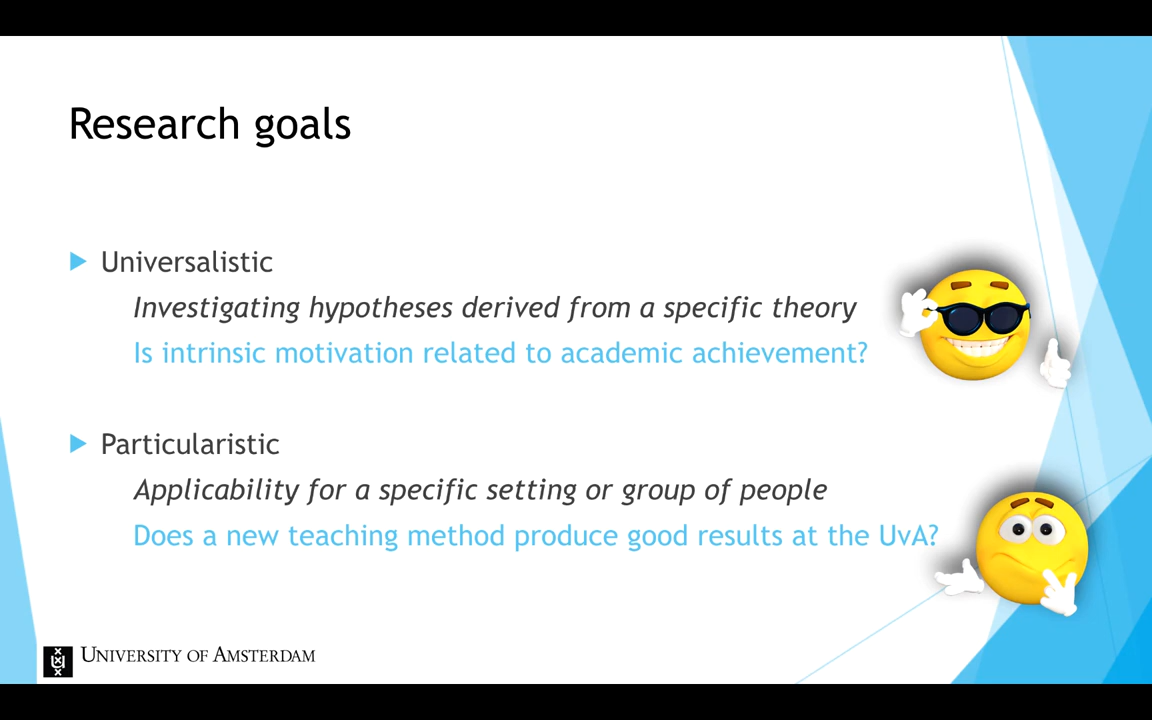 Research goals
Universalistic
Investigating hypotheses derived from a specific theory
Is intrinsic motivation related to academic achievement?
Particularistic
Applicability for a specific setting or group of people
Does a new teaching method produce good results at the UvA?
UNIVERSITY OF AMSTERDAM